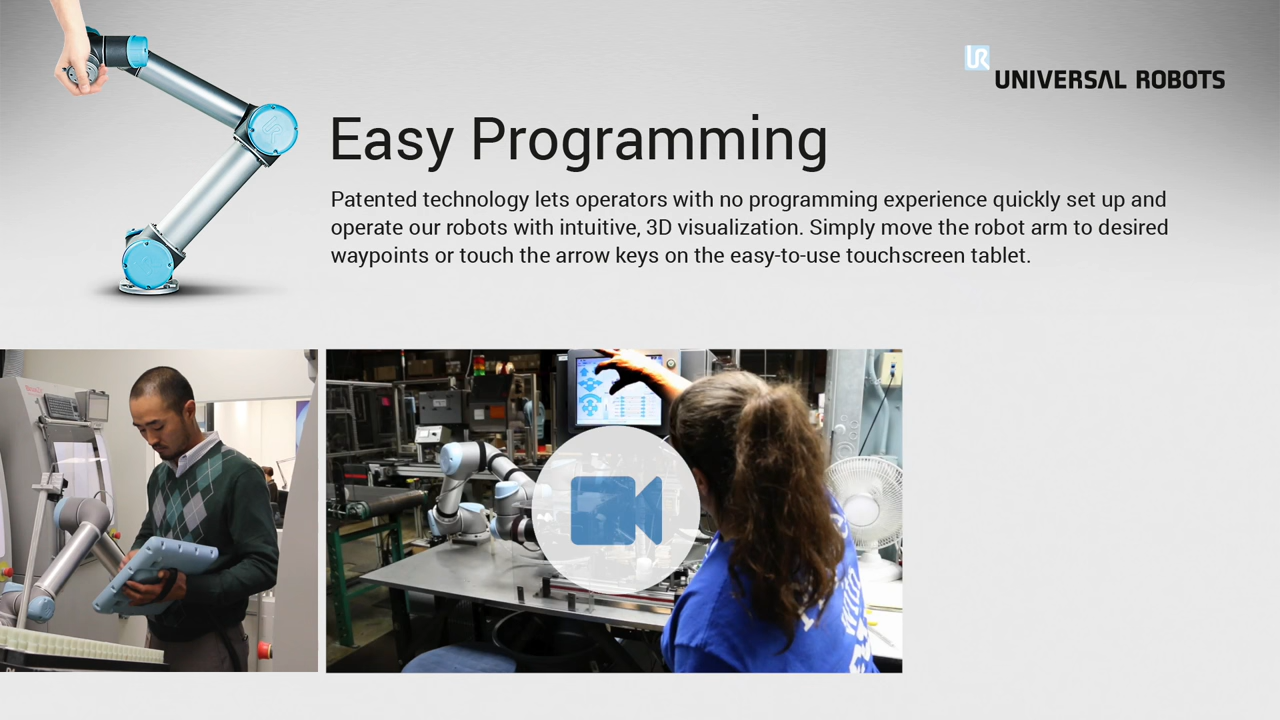 UR
UNIVERSAL ROBOTS
Easy Programming
Patented technology lets operators with no programming experience quickly set up and
operate our robots with intuitive, 3D visualization. Simply move the robot arm to desired
waypoints or touch the arrow keys on the easy-to-use touchscreen tablet.